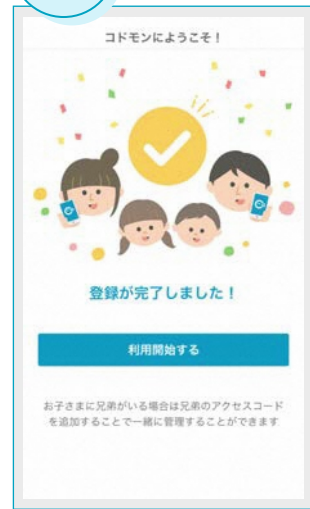 コドモンにようこそ！
登録が完了しました！
利用開始する
お子さまに兄弟がいる場合は兄弟のアクセスコード
を追加することで一緒に管理することができます